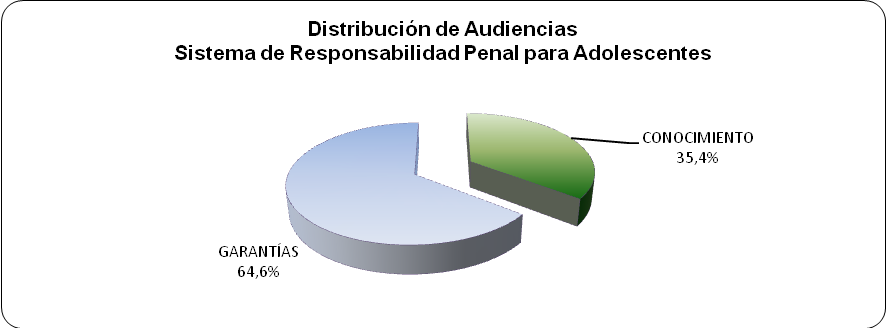 Distribución de Audiencias
Sistema de Responsabilidad Penal para Adolescentes
CONOCIMIENTO
35,4%
GARANTÍAS
64,6%